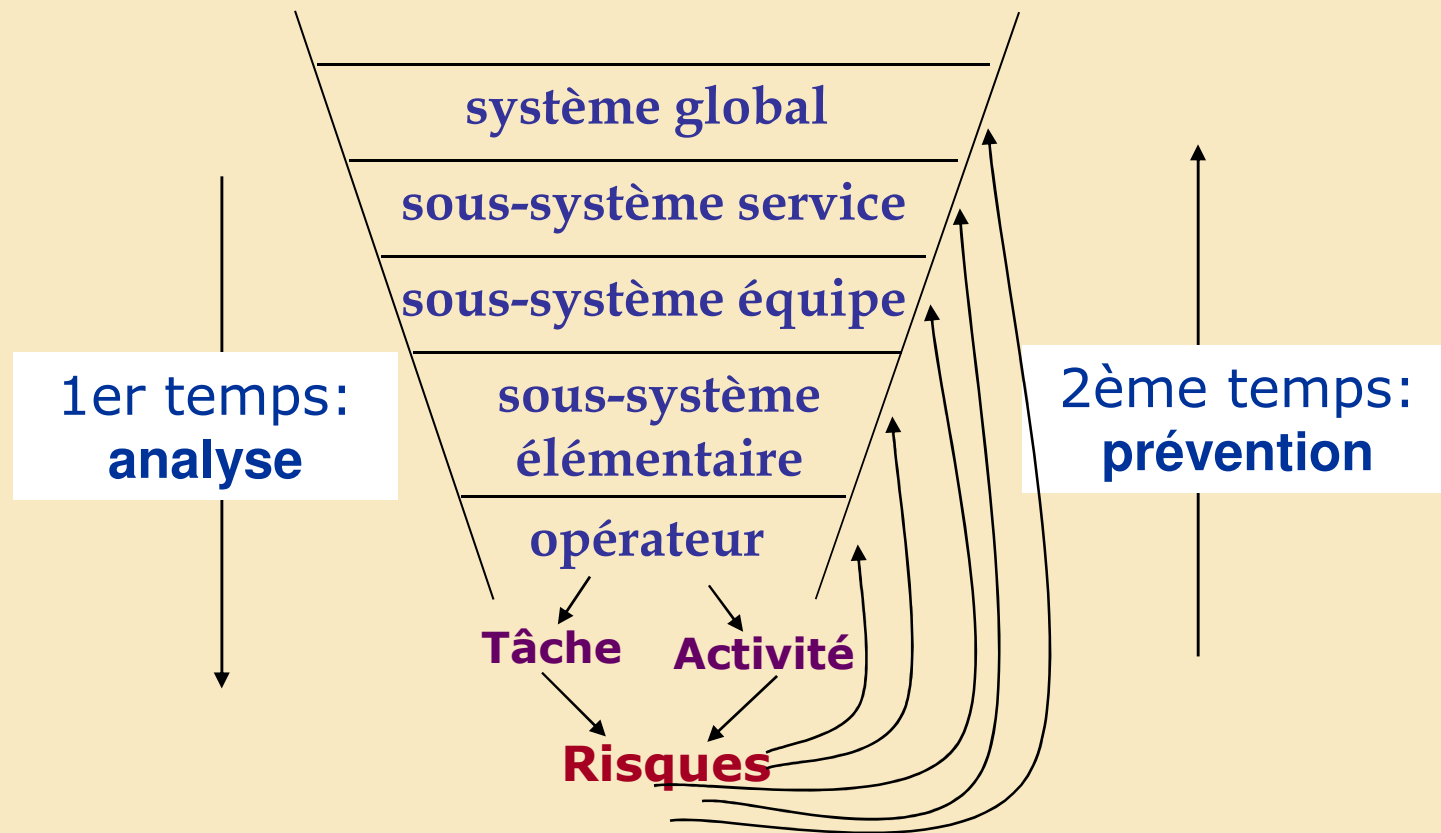 système global
sous-système service
sous-système équipe
sous-système
élémentaire
opérateur
Tâche
Activité
Risques
1er temps:
analyse
2ème temps:
prévention